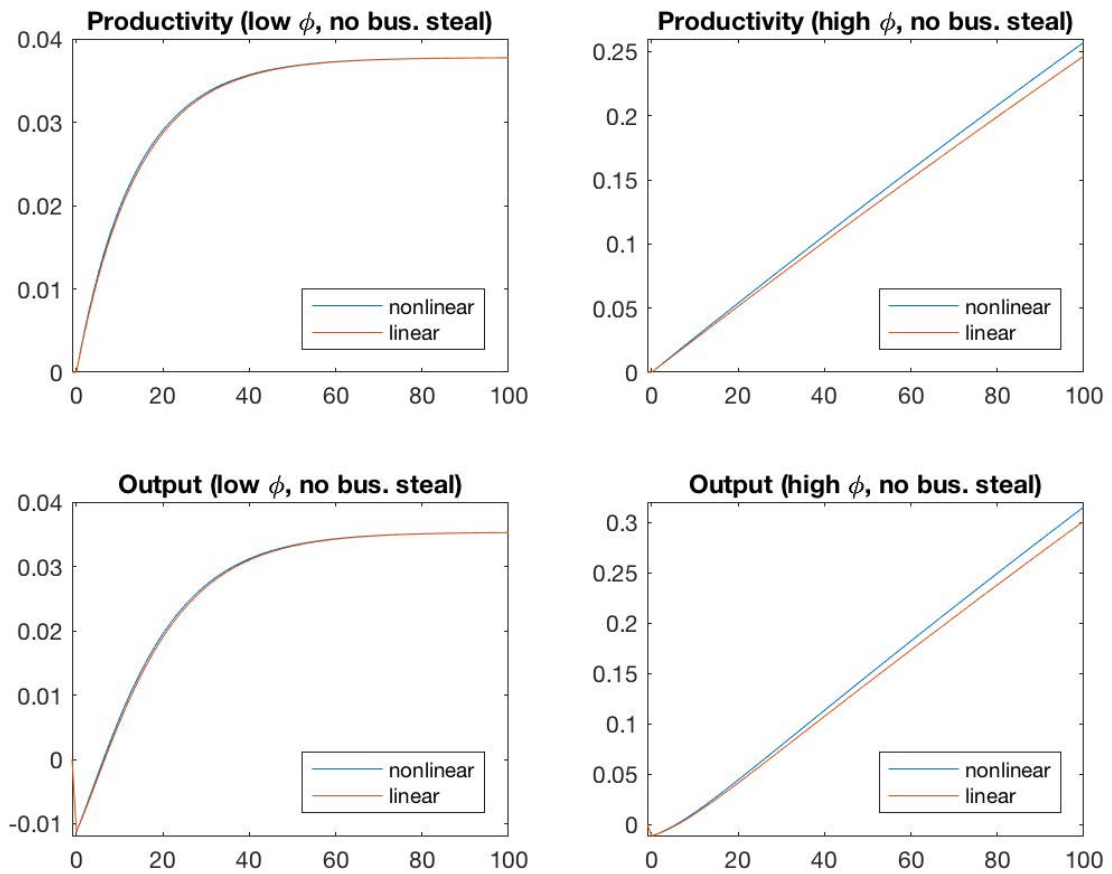 Productivity (low ϕ, no bus. steal)
0.04
0.03
0.02
0.01
0
0 20 40 60 80 100
nonlinear
linear
Productivity (high ϕ, no bus. steal)
0.25
0.2
0.15
0.1
0.05
0
0 20 40 60 80 100
nonlinear
linear
Output (low ϕ, no bus. steal)
0.04
0.03
0.02
0.01
0
-0.01
0 20 40 60 80 100
nonlinear
linear
Output (high ϕ, no bus. steal)
0.3
0.25
0.2
0.15
0.1
0.05
0
0 20 40 60 80 100
nonlinear
linear